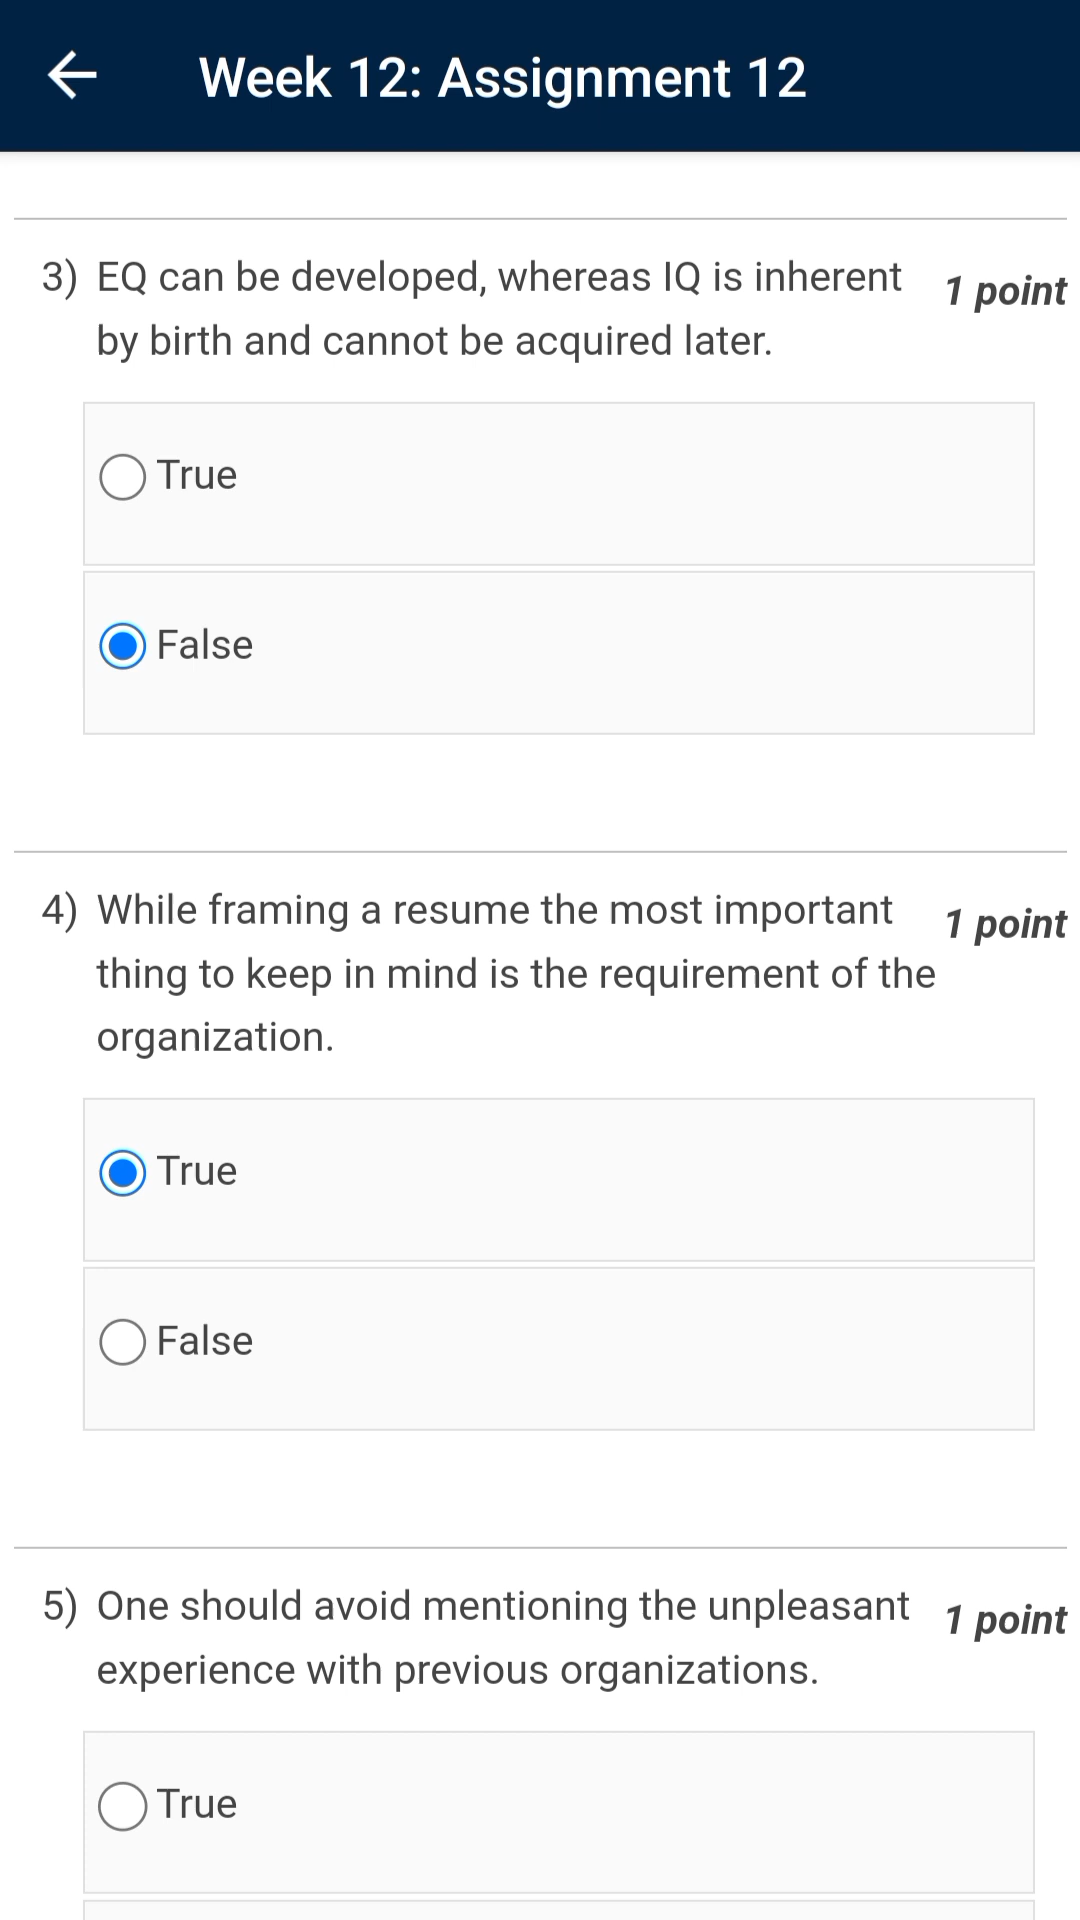 Week 12: Assignment 12
3) EQ can be developed, whereas IQ is inherent 1 point
by birth and cannot be acquired later.
True
False
4) While framing a resume the most important 1 point
thing to keep in mind is the requirement of the
organization.
True
False
5) One should avoid mentioning the unpleasant 1 point
experience with previous organizations.
True